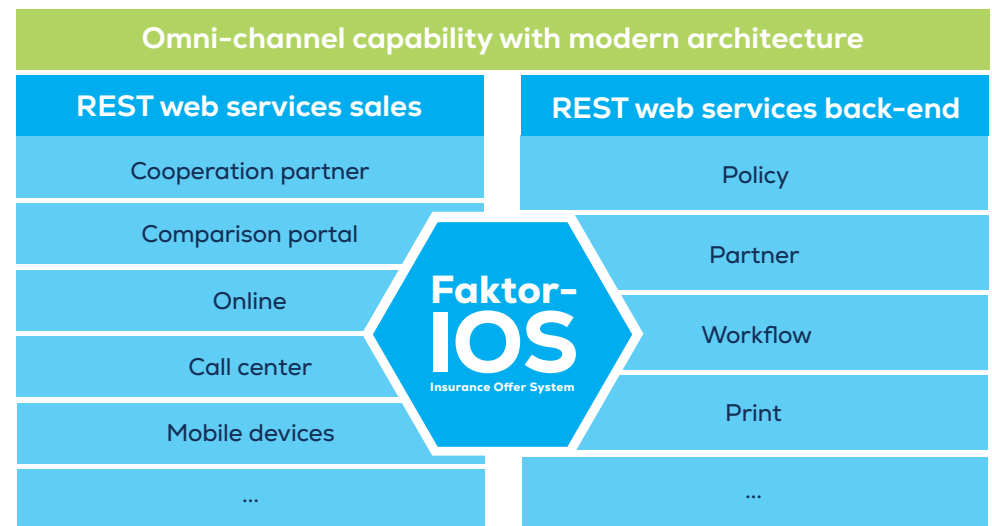 Omni-channel capability with modern architecture
REST web services sales
Cooperation partner
Comparison portal
Online
Call center
Mobile devices
...
Faktor-
IOS
Insurance Offer System
REST web services back-end
Policy
Partner
Workflow
Print
...